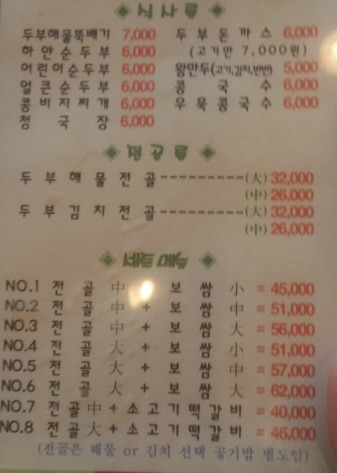 ◈ 식사류 ◈
두부해물뚝배기 7,000 두부돈까스 6,000
하얀순두부 6,000 (고기만 7,000원)
어린이순두부 6,000 왕만두(고기,김치,반반) 5,000
얼큰순두부 6,000 콩국수 6,000
콩비지찌개 6,000 우묵콩국수 6,000
청국장 6,000
◈ 전골류 ◈
두부해물전골---------(大)32,000
(中)26,000
두부김치전골---------(大)32,000
(中)26,000
◈ 세트메뉴 ◈
NO.1 전골 中 + 보쌈 小 = 45,000
NO.2 전골 中 + 보쌈 中 = 51,000
NO.3 전골 中 + 보쌈 大 = 56,000
NO.4 전골 大 + 보쌈 小 = 51,000
NO.5 전골 大 + 보쌈 中 = 57,000
NO.6 전골 大 + 보쌈 大 = 62,000
NO.7 전골中+소고기떡갈비 = 40,000
NO.8 전골大+소고기떡갈비 = 46,000
(전골은 해물 or 김치 선택 공기밥 별도임)